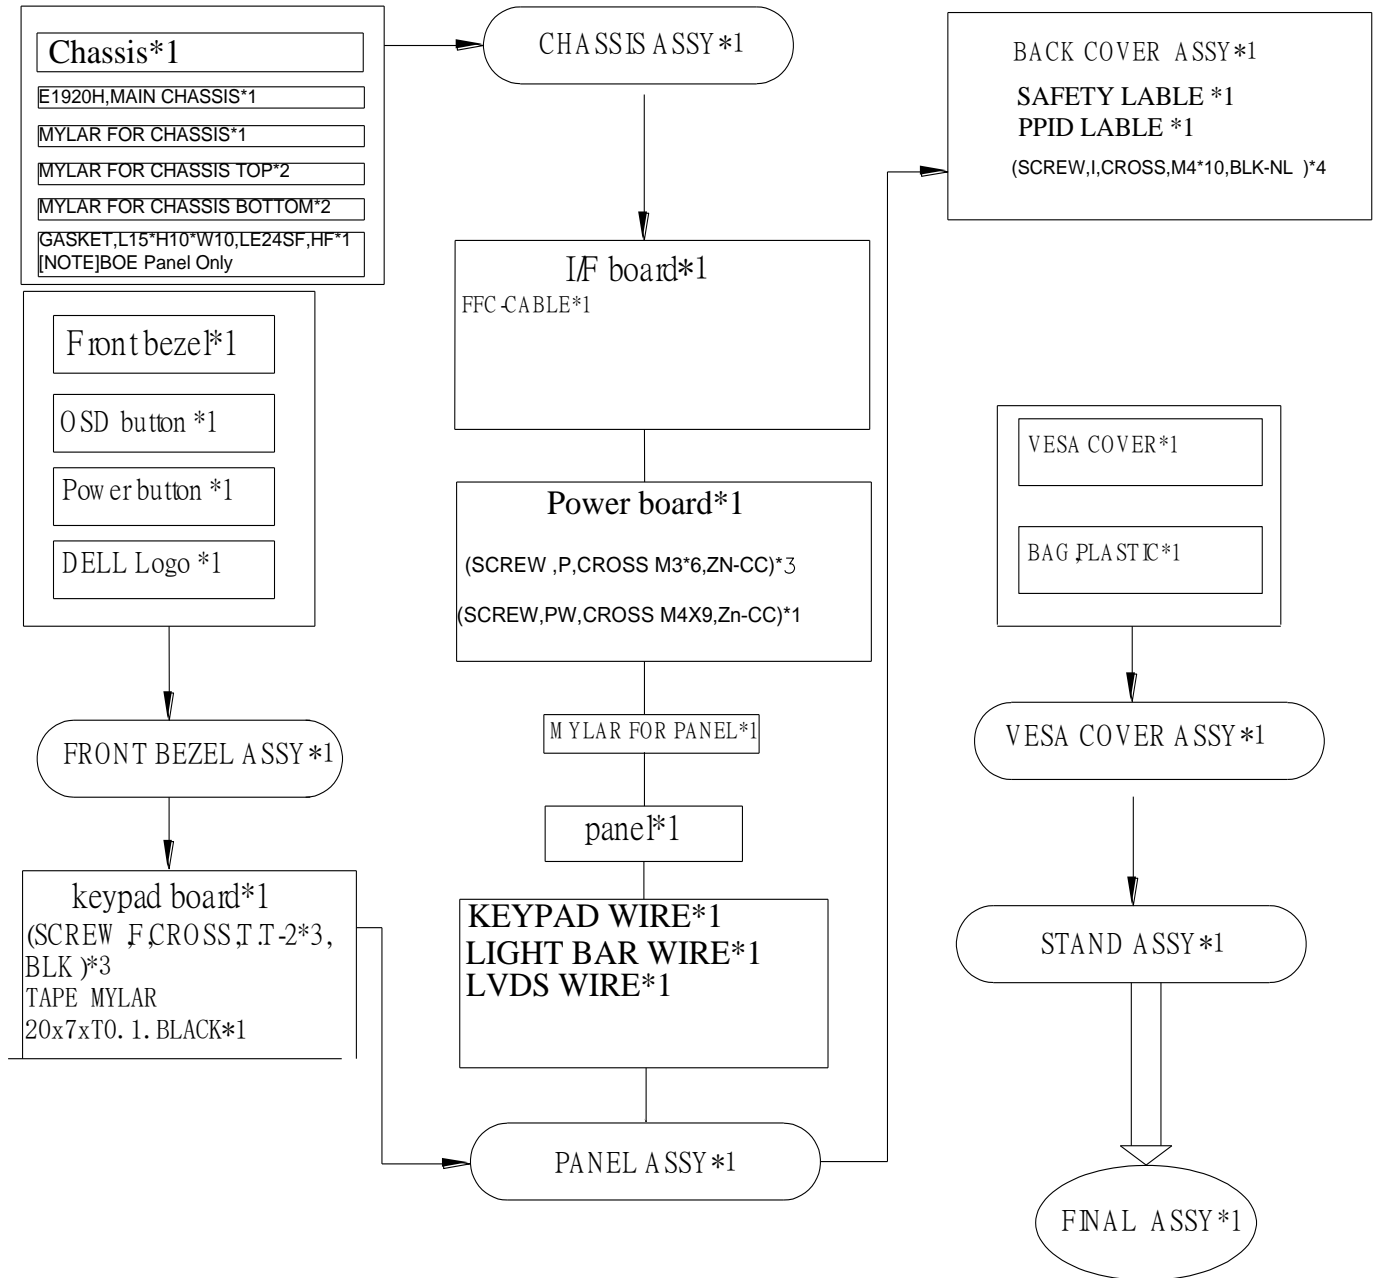 Chassis*1
E1920H,MAIN CHASSIS*1
MYLAR FOR CHASSIS*1
MYLAR FOR CHASSIS TOP*2
MYLAR FOR CHASSIS BOTTOM*2
GASKET,L15*H10*W10,LE24SF,HF*1
[NOTE]BOE Panel Only
Front bezel*1
OSD button *1
Power button *1
DELL Logo *1
FRONT BEZEL ASSY*1
keypad board*1
(SCREW ,F,CROSS,T.T-2*3,
BLK )*3
TAPE MYLAR
20x7xT0.1.BLACK*1
CHASSIS ASSY*1
I/F board*1
FFC-CABLE*1
Power board*1
(SCREW ,P,CROSS M3*6,ZN-CC)*3
(SCREW,PW,CROSS M4X9,Zn-CC)*1
MYLAR FOR PANEL*1
panel*1
KEYPAD WIRE*1
LIGHT BAR WIRE*1
LVDS WIRE*1
PANEL ASSY*1
BACK COVER ASSY*1
SAFETY LABLE *1
PPID LABLE *1
(SCREW,I,CROSS,M4*10,BLK-NL )*4
VESA COVER*1
BAG,PLASTIC*1
VESA COVER ASSY*1
STAND ASSY*1
FINAL ASSY*1